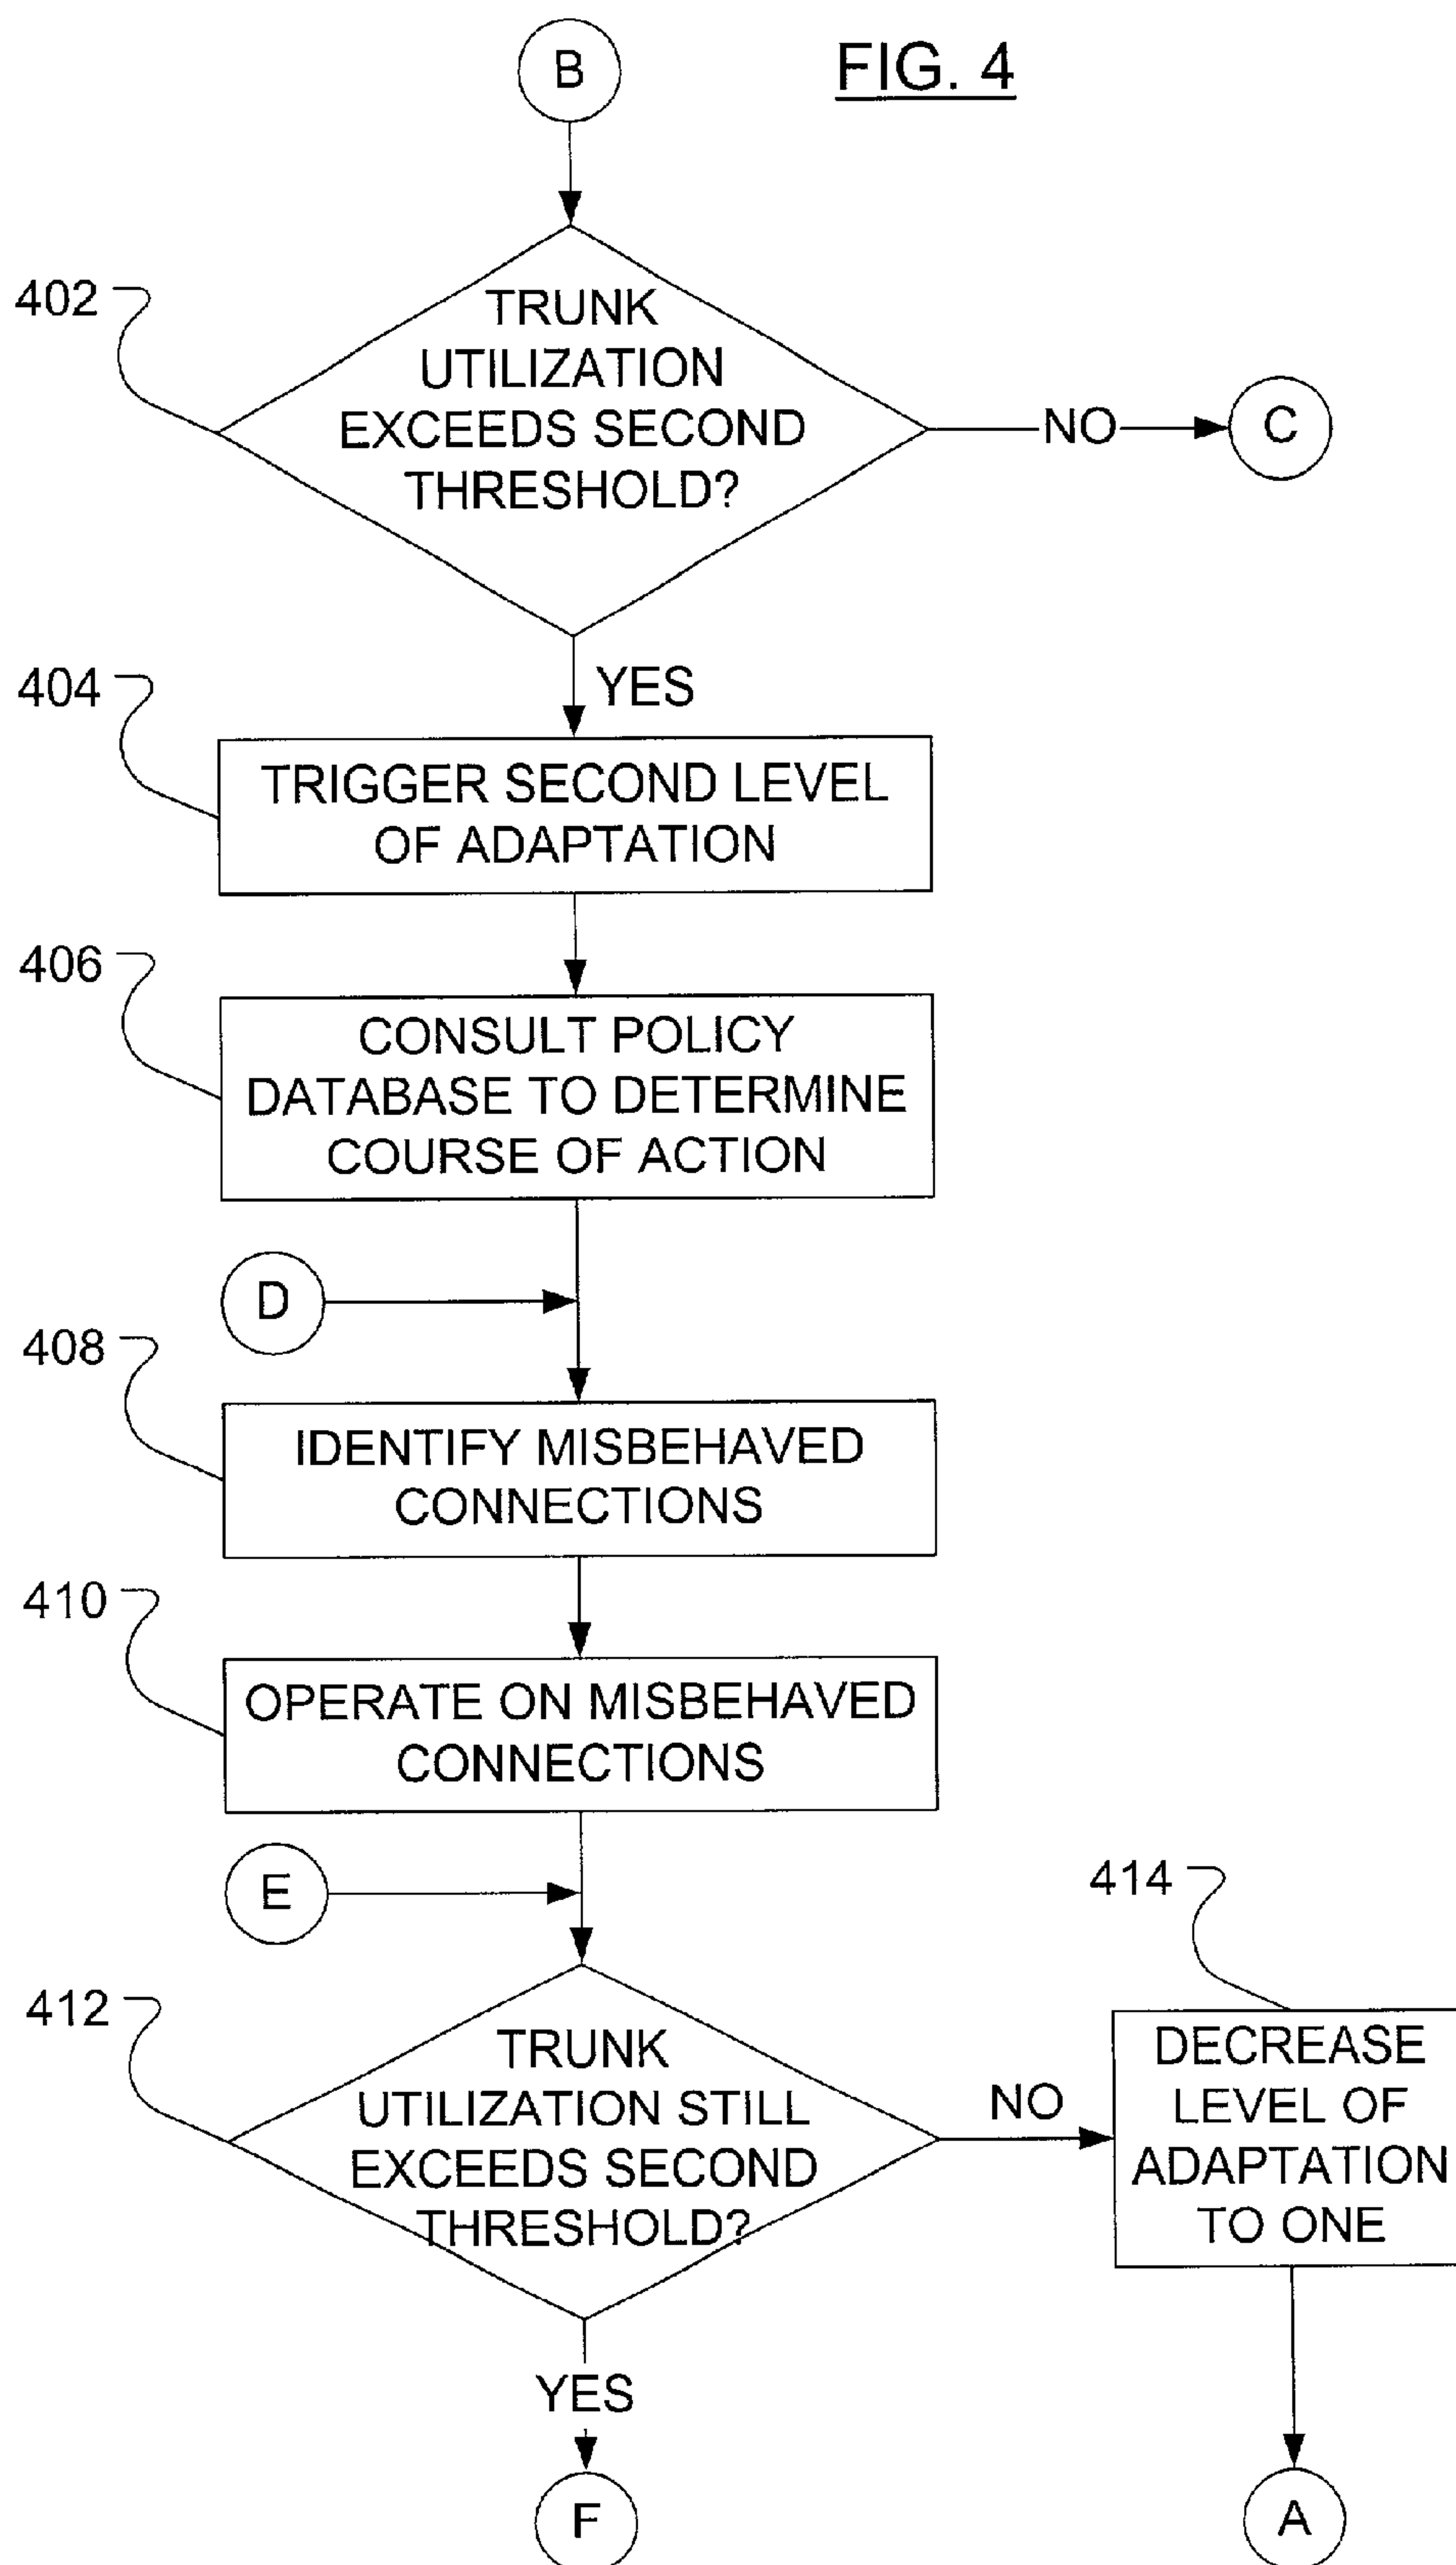 B
FIG. 4
402
TRUNK
UTILIZATION
EXCEEDS SECOND
THRESHOLD?
NO
C
YES
404
TRIGGER SECOND LEVEL
OF ADAPTATION
406
CONSULT POLICY
DATABASE TO DETERMINE
COURSE OF ACTION
D
408
IDENTIFY MISBEHAVED
CONNECTIONS
410
OPERATE ON MISBEHAVED
CONNECTIONS
E
412
TRUNK
UTILIZATION STILL
EXCEEDS SECOND
THRESHOLD?
NO
414
DECREASE
LEVEL OF
ADAPTATION
TO ONE
YES
F
A